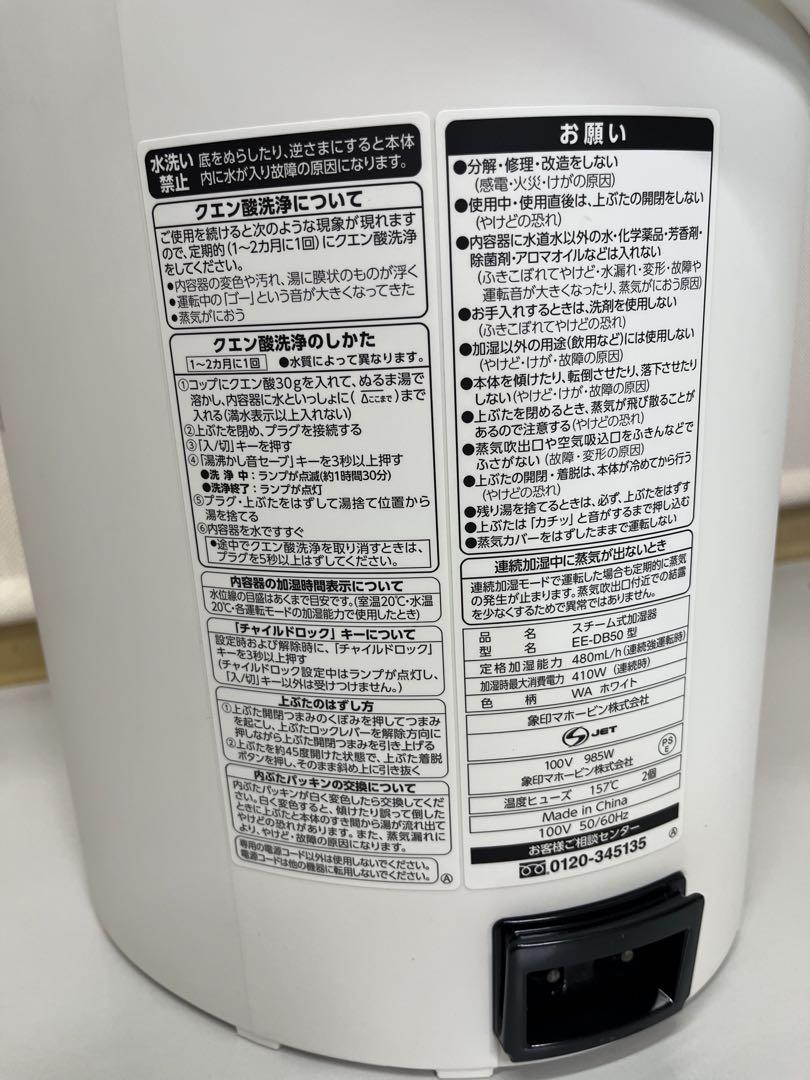 水洗い禁止
底をぬらしたり、逆さまにすると本体
内に水が入り故障の原因になります。
クエン酸洗浄について
ご使用を続けると次のような現象が現れます
ので、定期的(1〜2カ月に1回)にクエン酸洗浄
をしてください。
●内容器の変色や汚れ、湯に膜状のものが浮く
●運転中の「ゴー」という音が大きくなってきた
●蒸気がにおう
クエン酸洗浄のしかた
1〜2カ月に1回 ●水質によって異なります。
①コップにクエン酸30gを入れて、ぬるま湯で
溶かし、内容器に水といっしょに(△ここまで)まで
入れる(満水表示以上入れない)
②上ぶたを閉め、プラグを接続する
③「入/切」キーを押す
④「湯沸かし音セーブ」キーを3秒以上押す
●洗浄中:ランプが点滅(約1時間30分)
●洗浄終了:ランプが点灯
⑤プラグ・上ぶたをはずして湯捨て位置から
湯を捨てる
⑥内容器を水ですすぐ
●途中でクエン酸洗浄を取り消すときは、
プラグを5秒以上はずしてください。
内容器の加湿時間表示について
水位線の目盛はあくまで目安です。(室温20℃・水温
20℃・各運転モードの加湿能力で使用したとき)
「チャイルドロック」キーについて
設定時および解除時に、「チャイルドロック」
キーを3秒以上押す
(チャイルドロック設定中はランプが点灯し、
「入/切」キー以外は受けつけません。)
上ぶたのはずし方
①上ぶた開閉つまみのくぼみを押してつまみ
を起こし、上ぶたロックレバーを解除方向に
押しながら上ぶた開閉つまみを引き上げる
②上ぶたを約45度開けた状態で、上ぶた着脱
ボタンを押し、そのまま斜め上に引き抜く
内ぶたパッキンの交換について
内ぶたパッキンが白く変色したら交換してくだ
さい。白く変色すると、傾けたり誤って倒した
ときに上ぶたと本体のすき間から湯が流れ出て
やけどの恐れがあります。また、蒸気漏れに
より、やけど・故障の原因になります。
専用の電源コード以外は使用しないでください。
電源コードは他の機器に転用しないでください。
Ⓐ
お願い
●分解・修理・改造をしない
(感電・火災・けがの原因)
●使用中・使用直後は、上ぶたの開閉をしない
(やけどの恐れ)
●内容器に水道水以外の水・化学薬品・芳香剤・
除菌剤・アロマオイルなどは入れない
(ふきこぼれてやけど・水漏れ・変形・故障や
運転音が大きくなったり、蒸気がにおう原因)
●お手入れするときは、洗剤を使用しない
(ふきこぼれてやけどの恐れ)
●加湿以外の用途(飲用など)には使用しない
(やけど・けが・故障の原因)
●本体を傾けたり、転倒させたり、落下させたり
しない(やけど・けが・故障の原因)
●上ぶたを閉めるとき、蒸気が飛び散ることが
あるので注意する(やけどの恐れ)
●蒸気吹出口や空気吸込口をふきんなどで
ふさがない(故障・変形の原因)
●上ぶたの開閉・着脱は、本体が冷めてから行う
(やけどの恐れ)
●残り湯を捨てるときは、必ず、上ぶたをはずす
●上ぶたは「カチッ」と音がするまで押し込む
●蒸気カバーをはずしたままで運転しない
連続加湿中に蒸気が出ないとき
連続加湿モードで運転した場合も定期的に蒸気
の発生が止まります。蒸気吹出口付近での結露
を少なくするためで異常ではありません。
品名 スチーム式加湿器
型名 EE-DB50型
定格加湿能力 480mL/h(連続強運転時)
加湿時最大消費電力 410W(連続時)
色柄 WA ホワイト
象印マホービン株式会社
JET
PSE
100V 985W
象印マホービン株式会社
温度ヒューズ 157℃ 2個
Made in China
100V 50/60Hz
お客様ご相談センター
0120-345135
Ⓐ